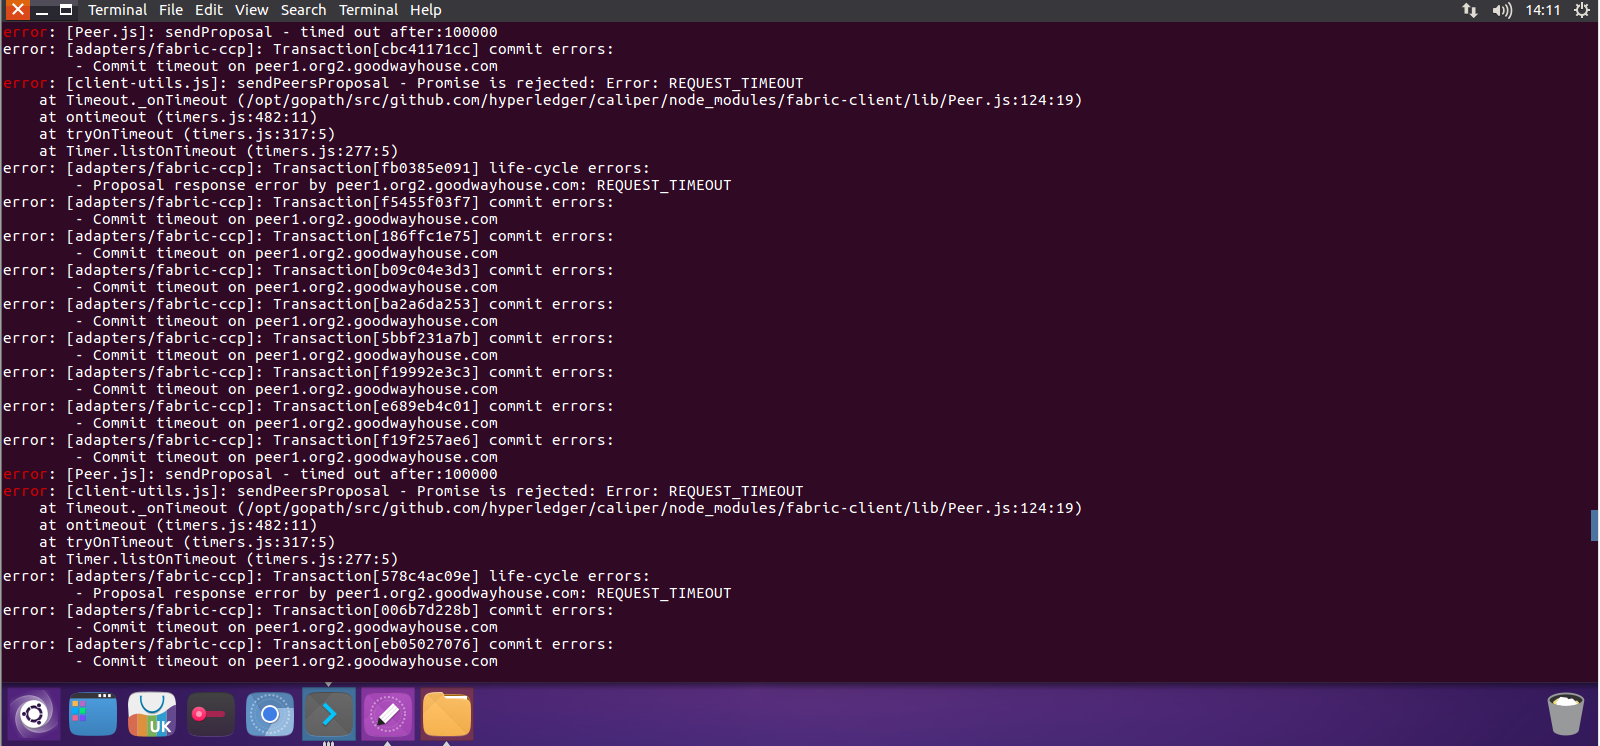 Terminal File Edit View Search Terminal Help 14:11
error: [Peer.js]: sendProposal - timed out after:100000
error: [adapters/fabric-ccp]: Transaction[cbc41171cc] commit errors:
- Commit timeout on peer1.org2.goodwayhouse.com
error: [client-utils.js]: sendPeersProposal - Promise is rejected: Error: REQUEST_TIMEOUT
at Timeout._onTimeout (/opt/gopath/src/github.com/hyperledger/caliper/node_modules/fabric-client/lib/Peer.js:124:19)
at ontimeout (timers.js:482:11)
at tryOnTimeout (timers.js:317:5)
at Timer.listOnTimeout (timers.js:277:5)
error: [adapters/fabric-ccp]: Transaction[fb0385e091] life-cycle errors:
- Proposal response error by peer1.org2.goodwayhouse.com: REQUEST_TIMEOUT
error: [adapters/fabric-ccp]: Transaction[f5455f03f7] commit errors:
- Commit timeout on peer1.org2.goodwayhouse.com
error: [adapters/fabric-ccp]: Transaction[186ffc1e75] commit errors:
- Commit timeout on peer1.org2.goodwayhouse.com
error: [adapters/fabric-ccp]: Transaction[b09c04e3d3] commit errors:
- Commit timeout on peer1.org2.goodwayhouse.com
error: [adapters/fabric-ccp]: Transaction[ba2a6da253] commit errors:
- Commit timeout on peer1.org2.goodwayhouse.com
error: [adapters/fabric-ccp]: Transaction[5bbf231a7b] commit errors:
- Commit timeout on peer1.org2.goodwayhouse.com
error: [adapters/fabric-ccp]: Transaction[f19992e3c3] commit errors:
- Commit timeout on peer1.org2.goodwayhouse.com
error: [adapters/fabric-ccp]: Transaction[e689eb4c01] commit errors:
- Commit timeout on peer1.org2.goodwayhouse.com
error: [adapters/fabric-ccp]: Transaction[f19f257ae6] commit errors:
- Commit timeout on peer1.org2.goodwayhouse.com
error: [Peer.js]: sendProposal - timed out after:100000
error: [client-utils.js]: sendPeersProposal - Promise is rejected: Error: REQUEST_TIMEOUT
at Timeout._onTimeout (/opt/gopath/src/github.com/hyperledger/caliper/node_modules/fabric-client/lib/Peer.js:124:19)
at ontimeout (timers.js:482:11)
at tryOnTimeout (timers.js:317:5)
at Timer.listOnTimeout (timers.js:277:5)
error: [adapters/fabric-ccp]: Transaction[578c4ac09e] life-cycle errors:
- Proposal response error by peer1.org2.goodwayhouse.com: REQUEST_TIMEOUT
error: [adapters/fabric-ccp]: Transaction[006b7d228b] commit errors:
- Commit timeout on peer1.org2.goodwayhouse.com
error: [adapters/fabric-ccp]: Transaction[eb05027076] commit errors:
- Commit timeout on peer1.org2.goodwayhouse.com
UK